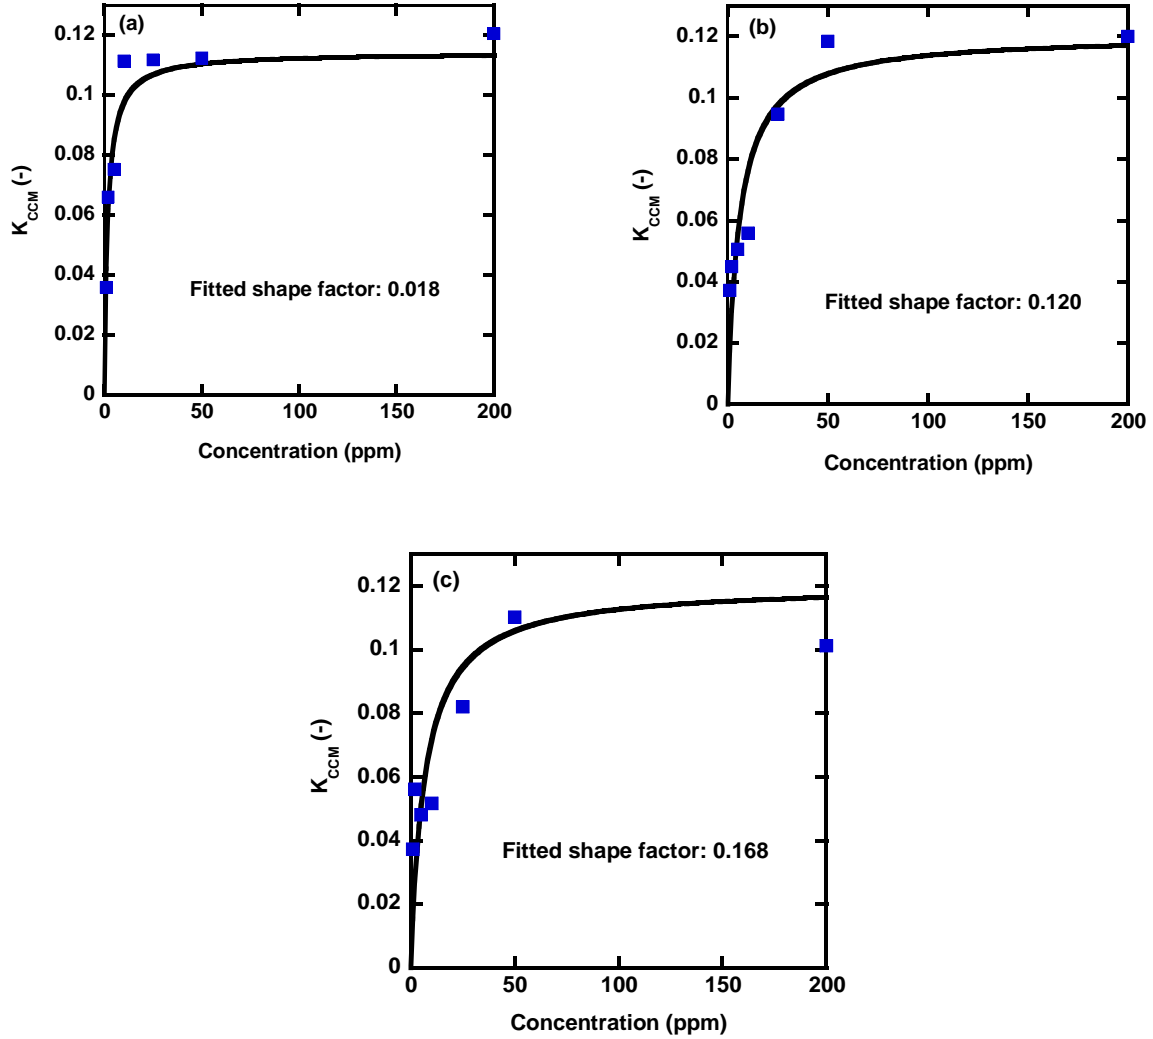 (a)
0.12
0.1
0.08
0.06
0.04
0.02
0
K_CCM (-)
Fitted shape factor: 0.018
0 50 100 150 200
Concentration (ppm)
(b)
0.12
0.1
0.08
0.06
0.04
0.02
0
K_CCM (-)
Fitted shape factor: 0.120
0 50 100 150 200
Concentration (ppm)
(c)
0.12
0.1
0.08
0.06
0.04
0.02
0
K_CCM (-)
Fitted shape factor: 0.168
0 50 100 150 200
Concentration (ppm)